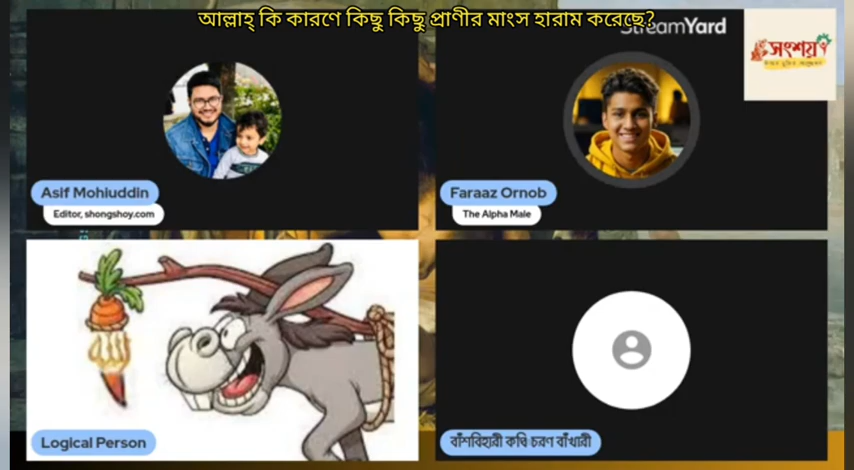 আল্লাহ্ কি কারণে কিছু কিছু প্রাণীর মাংস হারাম করেছে?
StreamYard
সংশয়
Asif Mohiuddin
Editor, shongshoy.com
Faraaz Ornob
The Alpha Male
Logical Person
বাঁশবিহারী কঘি চরণ বাঁখারী